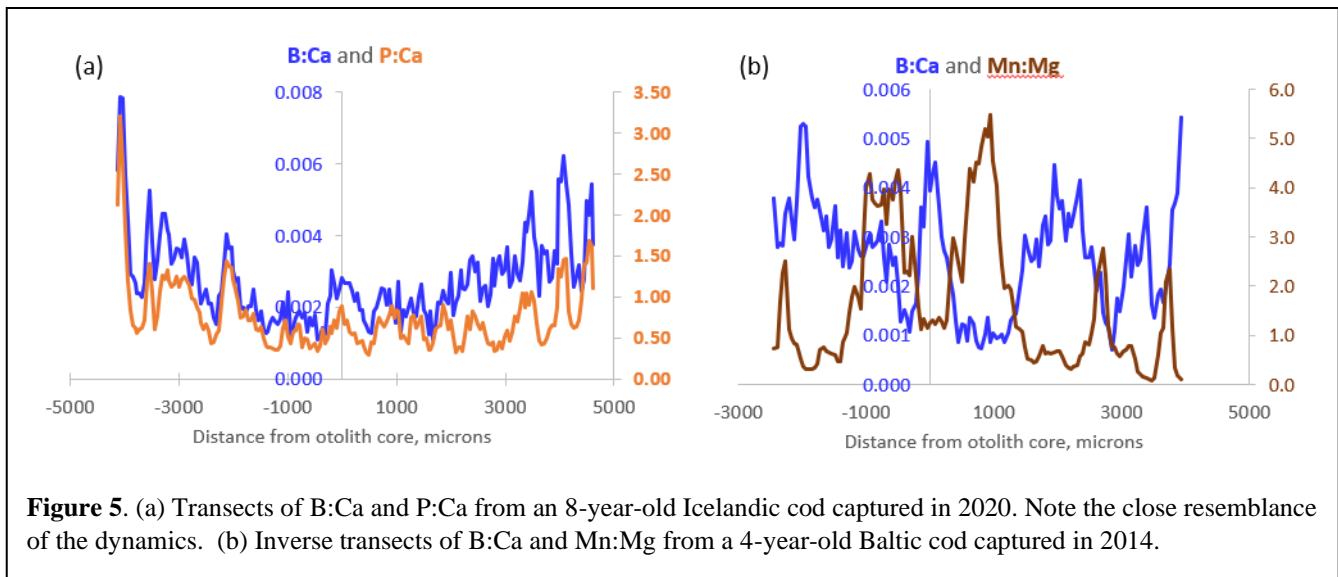 (a)
B:Ca and P:Ca
0.008
0.006
0.004
0.002
0.000
3.50
3.00
2.50
2.00
1.50
1.00
0.50
0.00
-5000 -3000 -1000 1000 3000 5000
Distance from otolith core, microns
(b)
B:Ca and Mn:Mg
0.006
0.005
0.004
0.003
0.002
0.001
0.000
6.0
5.0
4.0
3.0
2.0
1.0
0.0
-3000 -1000 1000 3000 5000
Distance from otolith core, microns
Figure 5. (a) Transects of B:Ca and P:Ca from an 8-year-old Icelandic cod captured in 2020. Note the close resemblance
of the dynamics. (b) Inverse transects of B:Ca and Mn:Mg from a 4-year-old Baltic cod captured in 2014.